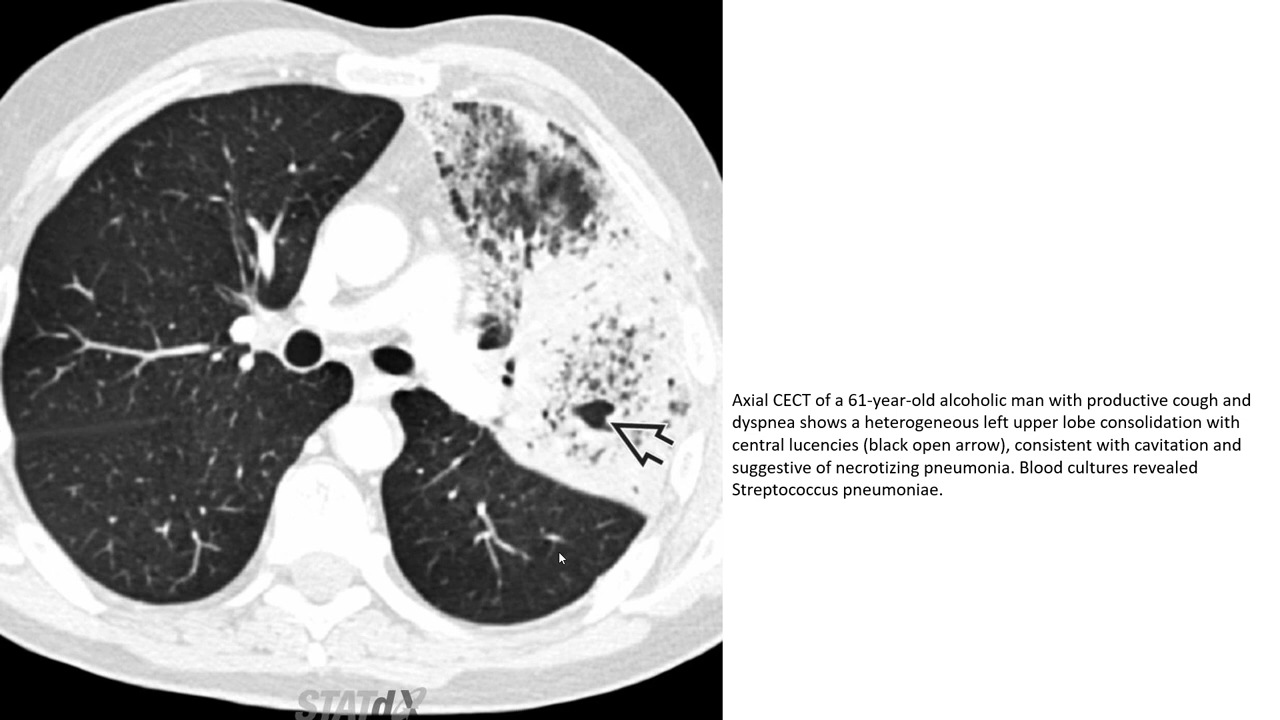 Axial CECT of a 61-year-old alcoholic man with productive cough and
dyspnea shows a heterogeneous left upper lobe consolidation with
central lucencies (black open arrow), consistent with cavitation and
suggestive of necrotizing pneumonia. Blood cultures revealed
Streptococcus pneumoniae.
STATdX